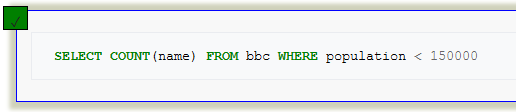 ✓
SELECT COUNT(name) FROM bbc WHERE population < 150000